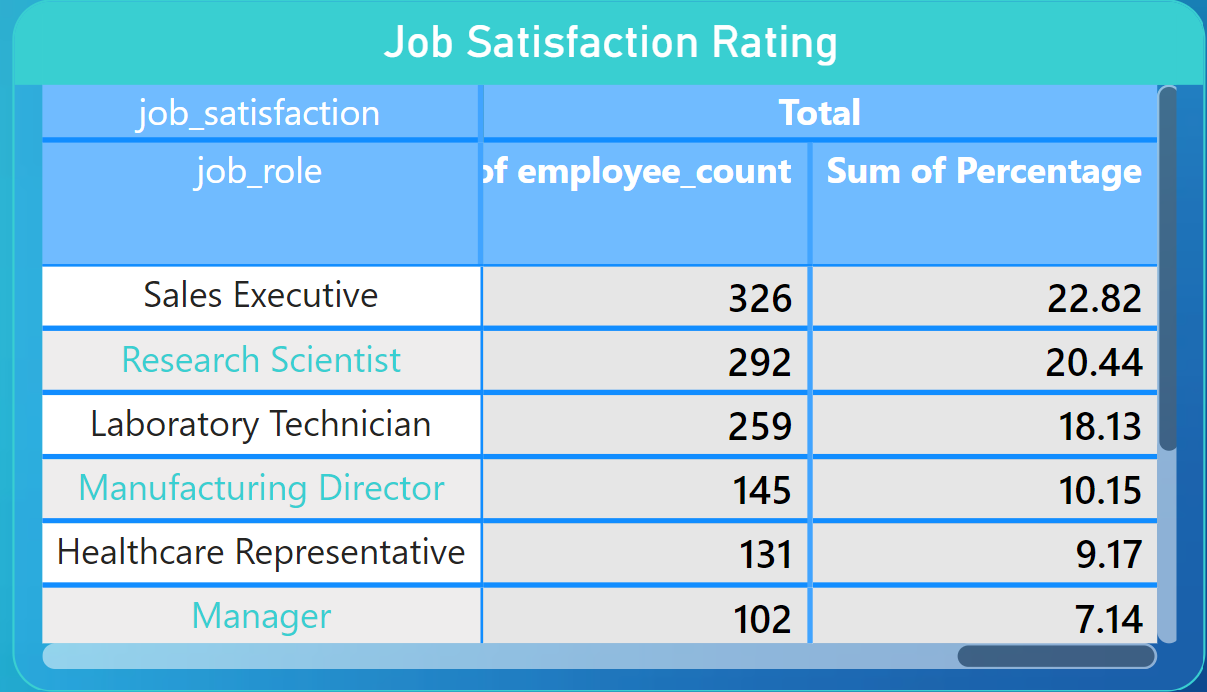 Job Satisfaction Rating
job_satisfaction Total
job_role of employee_count Sum of Percentage
Sales Executive 326 22.82
Research Scientist 292 20.44
Laboratory Technician 259 18.13
Manufacturing Director 145 10.15
Healthcare Representative 131 9.17
Manager 102 7.14